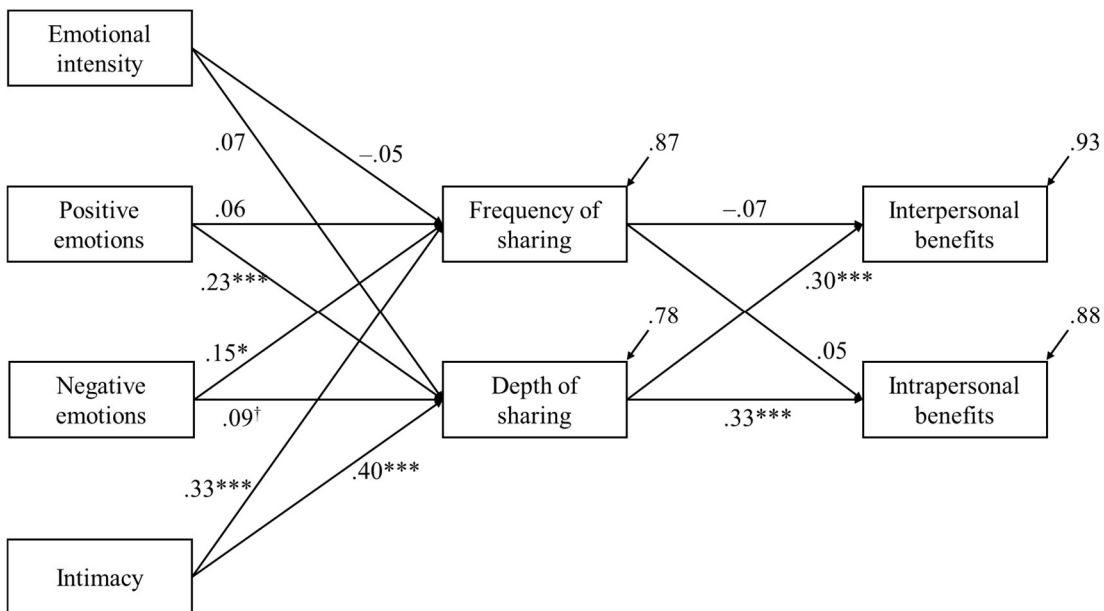 Emotional
intensity
.07
–.05
.87
.93
Positive
emotions
.06
Frequency of
sharing
–.07
Interpersonal
benefits
.23***
.30***
.78
.88
.15*
.05
Negative
emotions
.09†
Depth of
sharing
.33***
Intrapersonal
benefits
.33***
.40***
Intimacy